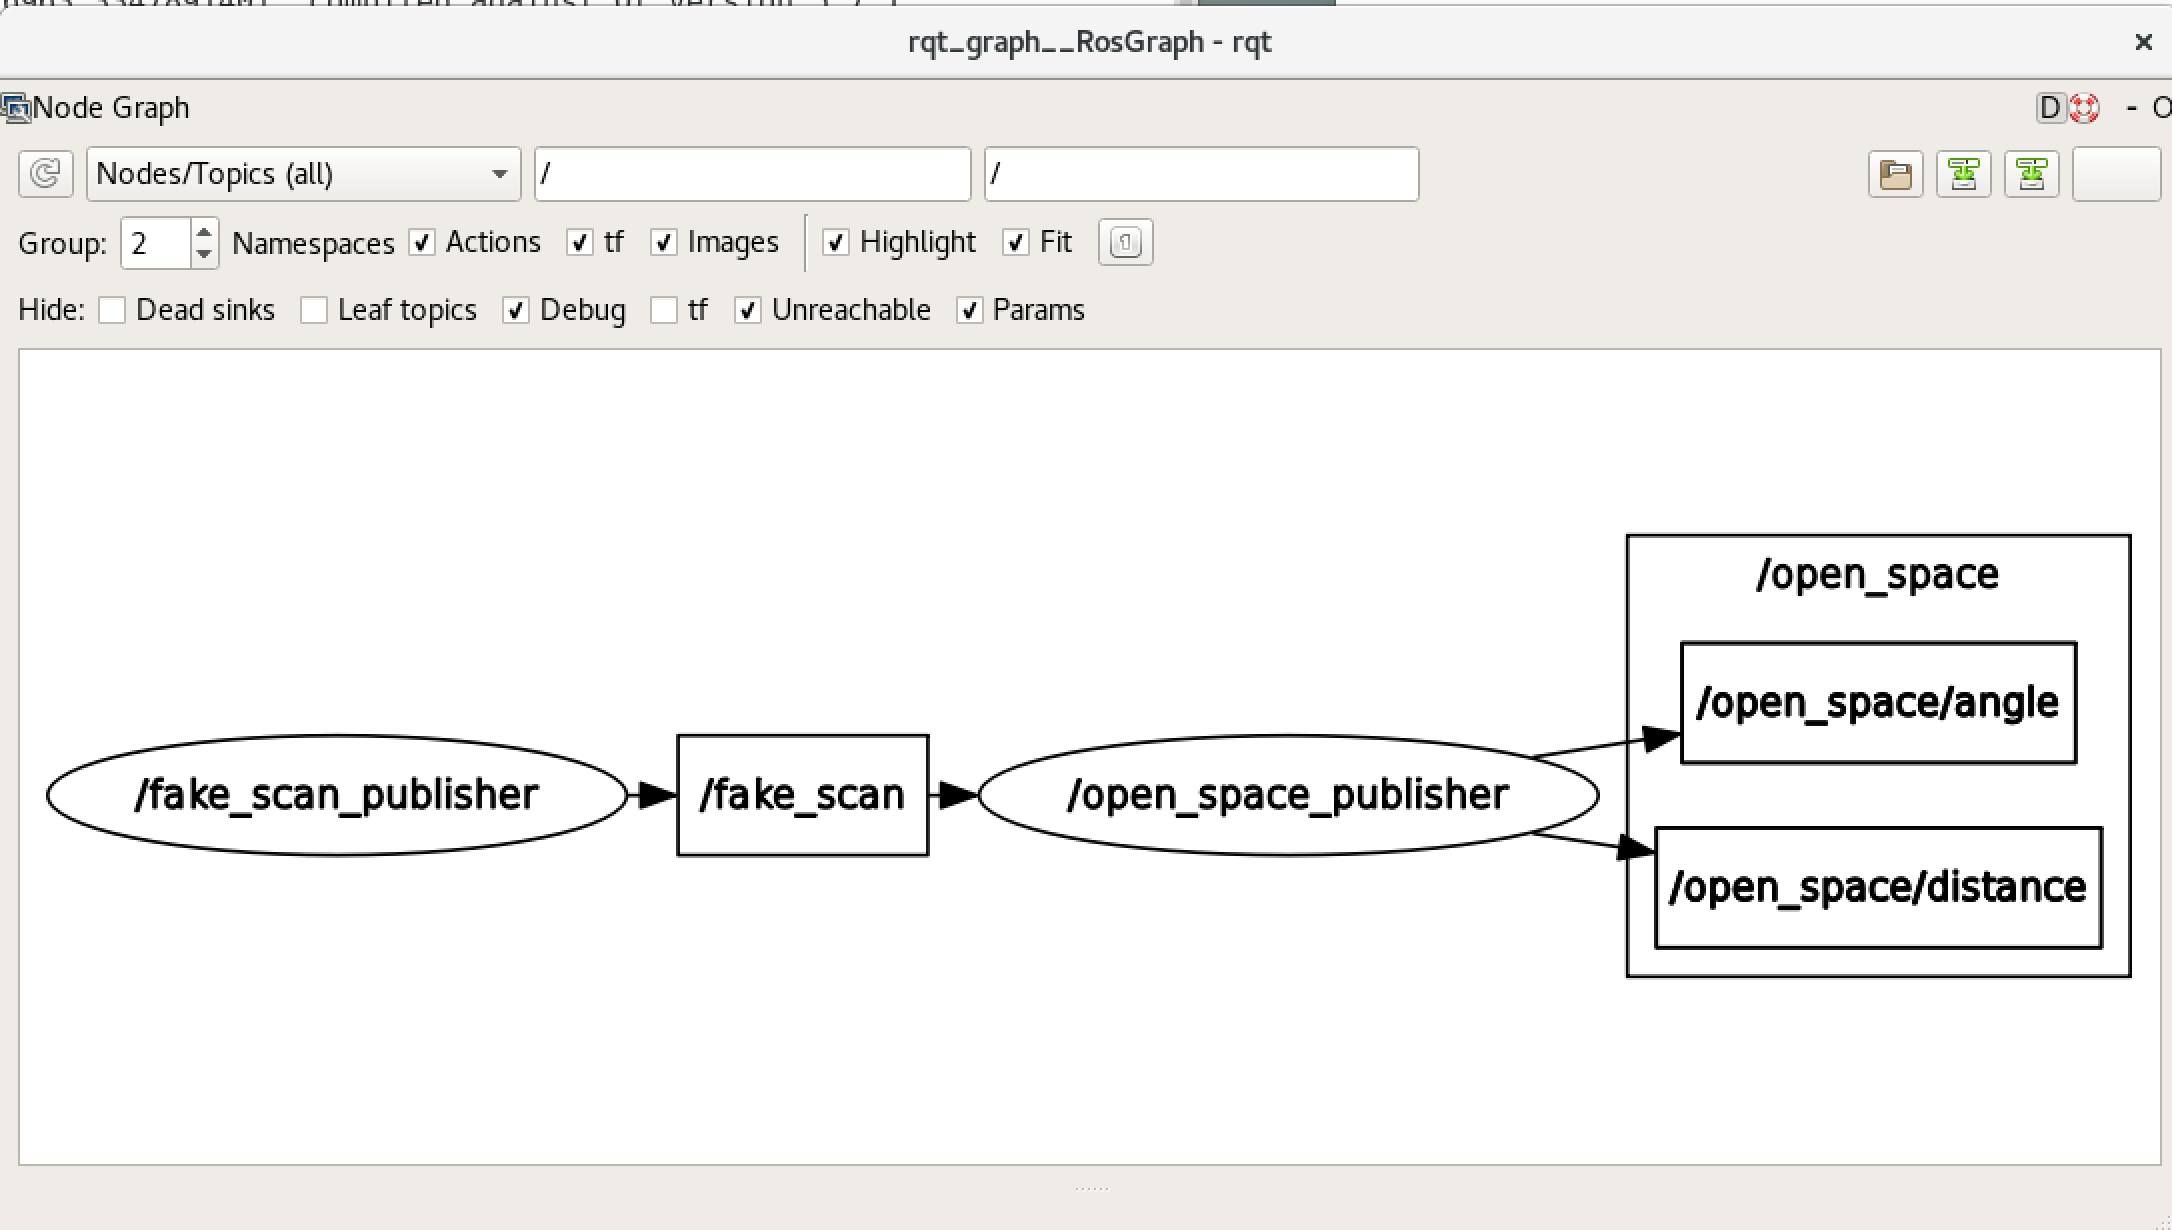 rqt_graph__RosGraph - rqt
Node Graph
D - O
Nodes/Topics (all) / /
Group: 2 Namespaces Actions tf Images Highlight Fit
Hide: Dead sinks Leaf topics Debug tf Unreachable Params
/open_space
/open_space/angle
/fake_scan_publisher /fake_scan /open_space_publisher
/open_space/distance